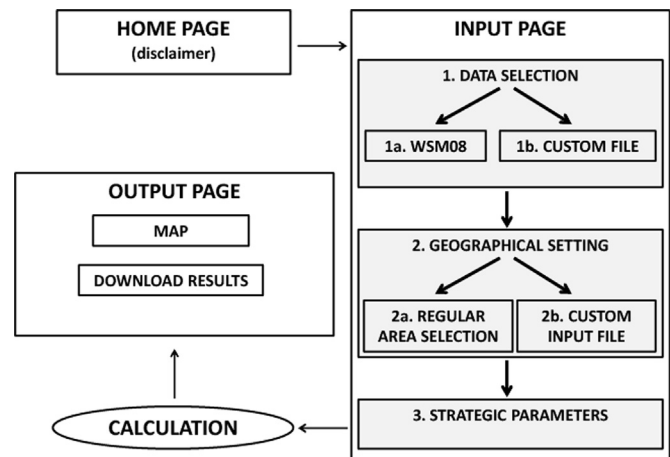 HOME PAGE
(disclaimer)
INPUT PAGE
1. DATA SELECTION
1a. WSM08
1b. CUSTOM FILE
2. GEOGRAPHICAL SETTING
2a. REGULAR
AREA SELECTION
2b. CUSTOM
INPUT FILE
3. STRATEGIC PARAMETERS
CALCULATION
OUTPUT PAGE
MAP
DOWNLOAD RESULTS